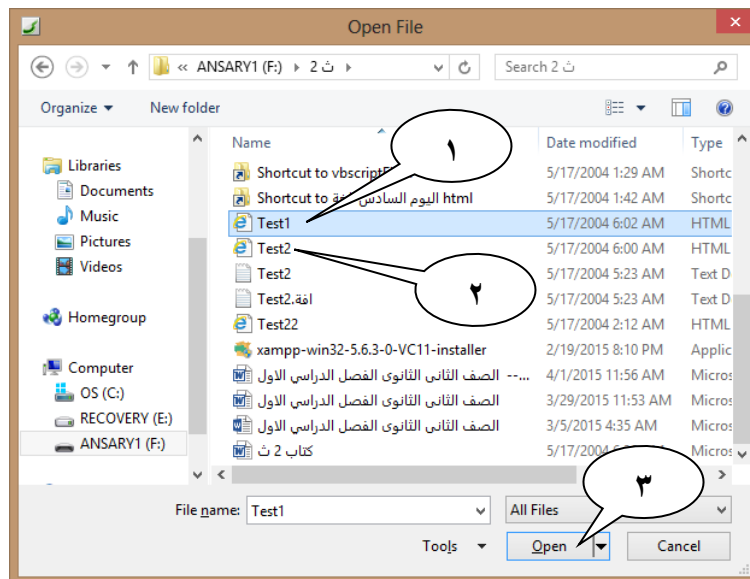 Open File
« ANSARY1 (F:) ▸ 2 ث ▸
Search 2 ث
Organize
New folder
Name
Date modified
Type
Libraries
Documents
Music
Pictures
Videos
Homegroup
Computer
OS (C:)
RECOVERY (E:)
ANSARY1 (F:)
Shortcut to
5/17/2004 1:29 AM
Shortc
Shortcut to اليوم السادس html
5/17/2004 1:42 AM
Shortc
Test1
5/17/2004 6:02 AM
HTML
Test2
5/17/2004 6:00 AM
HTML
Test2
5/17/2004 5:23 AM
Text D
Test2.افة
5/17/2004 5:23 AM
Text D
Test22
5/17/2004 2:12 AM
HTML
xampp-win32-5.6.3-0-VC11-installer
2/19/2015 8:10 PM
Applic
الصف الثانى الثانوى الفصل الدراسي الاول --...
4/1/2015 11:56 AM
Micros
الصف الثانى الثانوى الفصل الدراسي الاول
3/29/2015 11:53 AM
Micros
الصف الثانى الثانوى الفصل الدراسي الاول
3/5/2015 4:35 AM
Micros
كتاب 2 ث
Micros
١
٢
٣
File name:
Test1
All Files
Tools
Open
Cancel